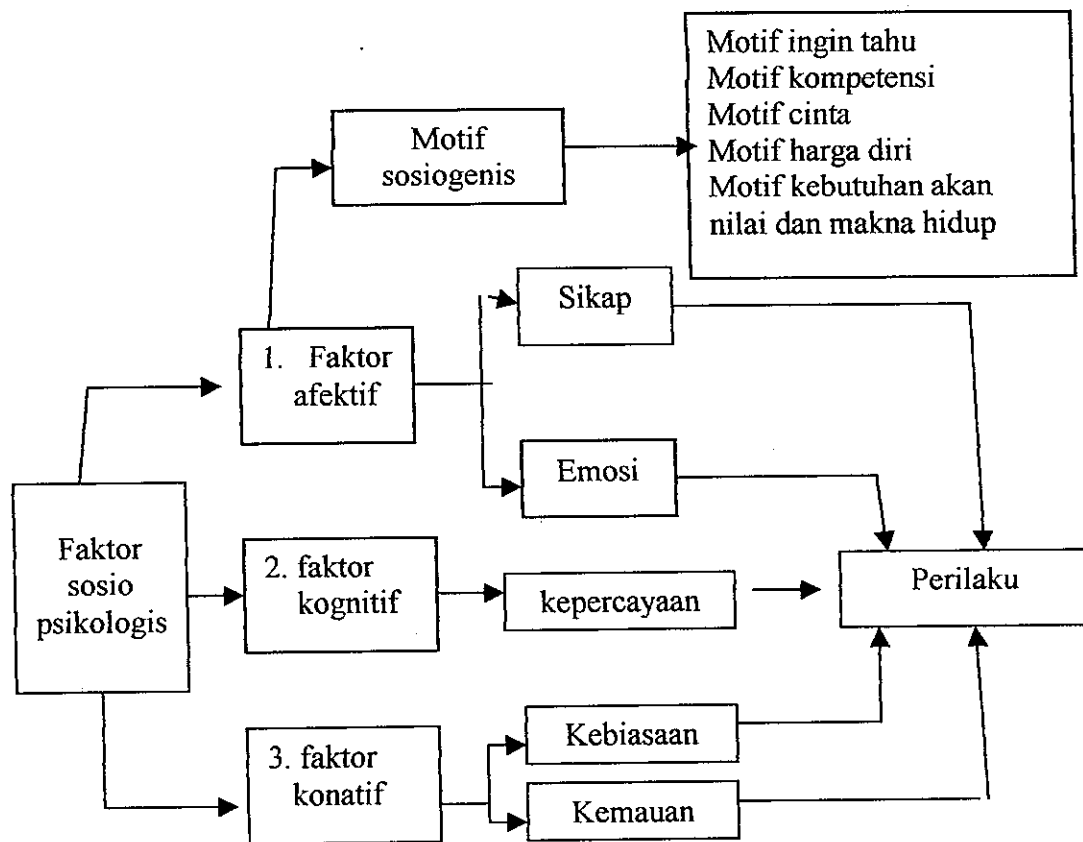 Motif ingin tahu
Motif kompetensi
Motif cinta
Motif harga diri
Motif kebutuhan akan
nilai dan makna hidup
Motif
sosiogenis
Sikap
1. Faktor
afektif
Emosi
Faktor
sosio
psikologis
2. faktor
kognitif
kepercayaan
Perilaku
3. faktor
konatif
Kebiasaan
Kemauan